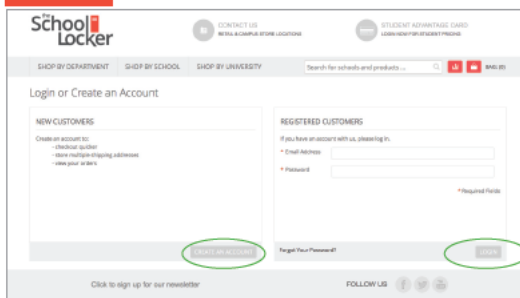 the
School
Locker
CONTACT US
RETAIL & CAMPUS STORE LOCATIONS
STUDENT ADVANTAGE CARD
LOGIN NOW FOR STUDENT PRICING
SHOP BY DEPARTMENT SHOP BY SCHOOL SHOP BY UNIVERSITY Search for schools and products ... BAG (0)
Login or Create an Account
NEW CUSTOMERS
Create an account to:
- checkout quicker
- store multiple shipping addresses
- view your orders
CREATE AN ACCOUNT
REGISTERED CUSTOMERS
If you have an account with us, please log in.
* Email Address
* Password
* Required Fields
Forgot Your Password? LOGIN
Click to sign up for our newsletter FOLLOW US